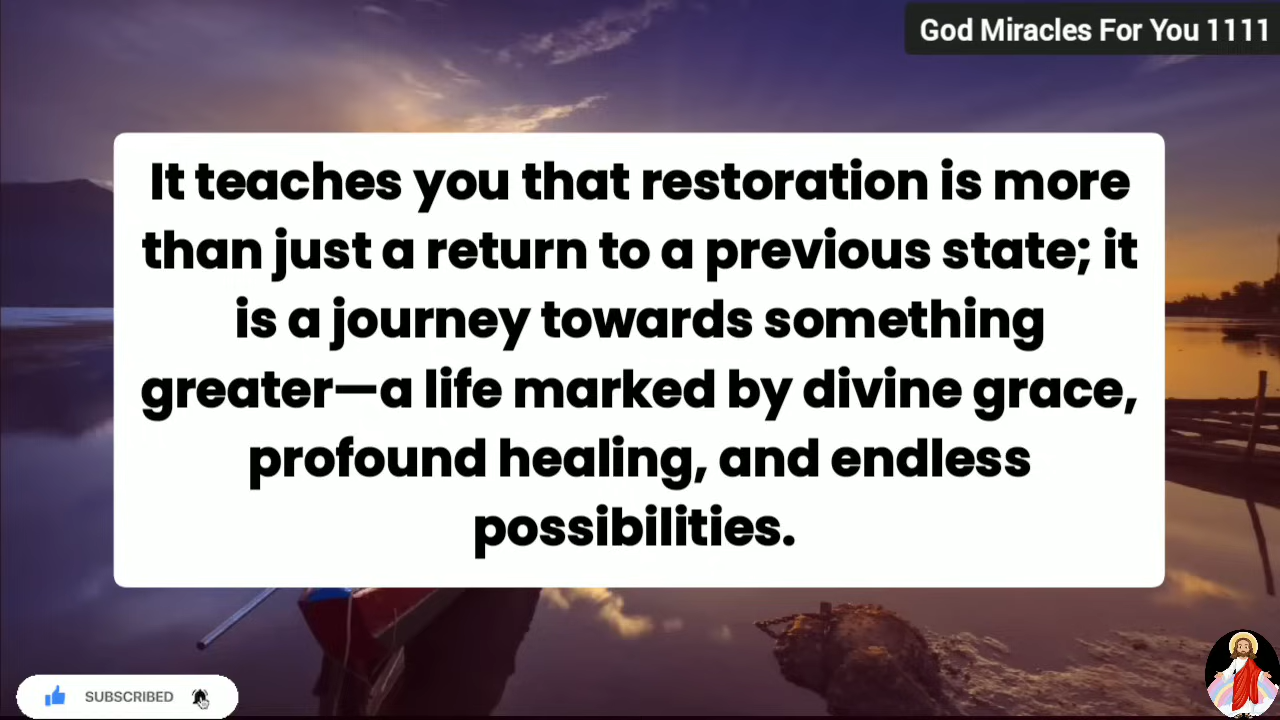 God Miracles For You 1111
It teaches you that restoration is more
than just a return to a previous state; it
is a journey towards something
greater—a life marked by divine grace,
profound healing, and endless
possibilities.
SUBSCRIBED